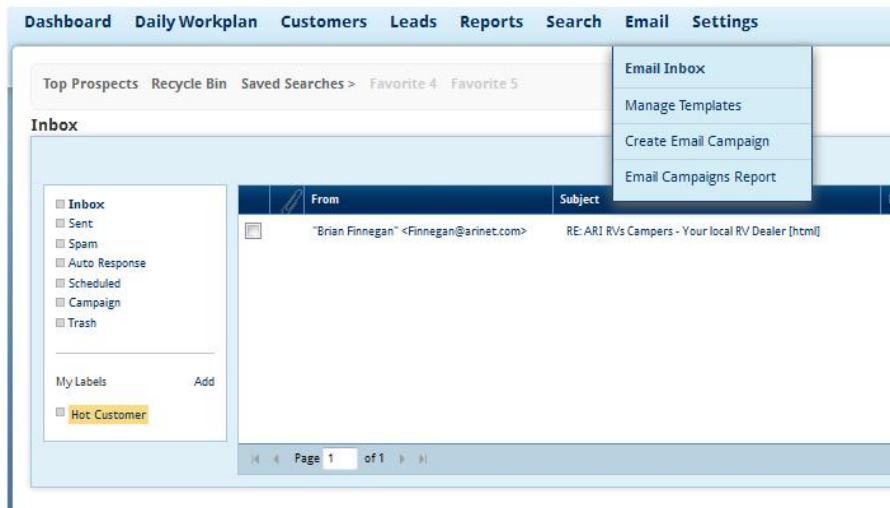 Dashboard Daily Workplan Customers Leads Reports Search Email Settings
Email Inbox
Manage Templates
Create Email Campaign
Email Campaigns Report
Top Prospects Recycle Bin Saved Searches > Favorite 4 Favorite 5
Inbox
Inbox
Sent
Spam
Auto Response
Scheduled
Campaign
Trash
My Labels Add
Hot Customer
From Subject
"Brian Finnegan" <Finnegan@arinet.com> RE: ARI RVs Campers - Your local RV Dealer [html]
Page 1 of 1